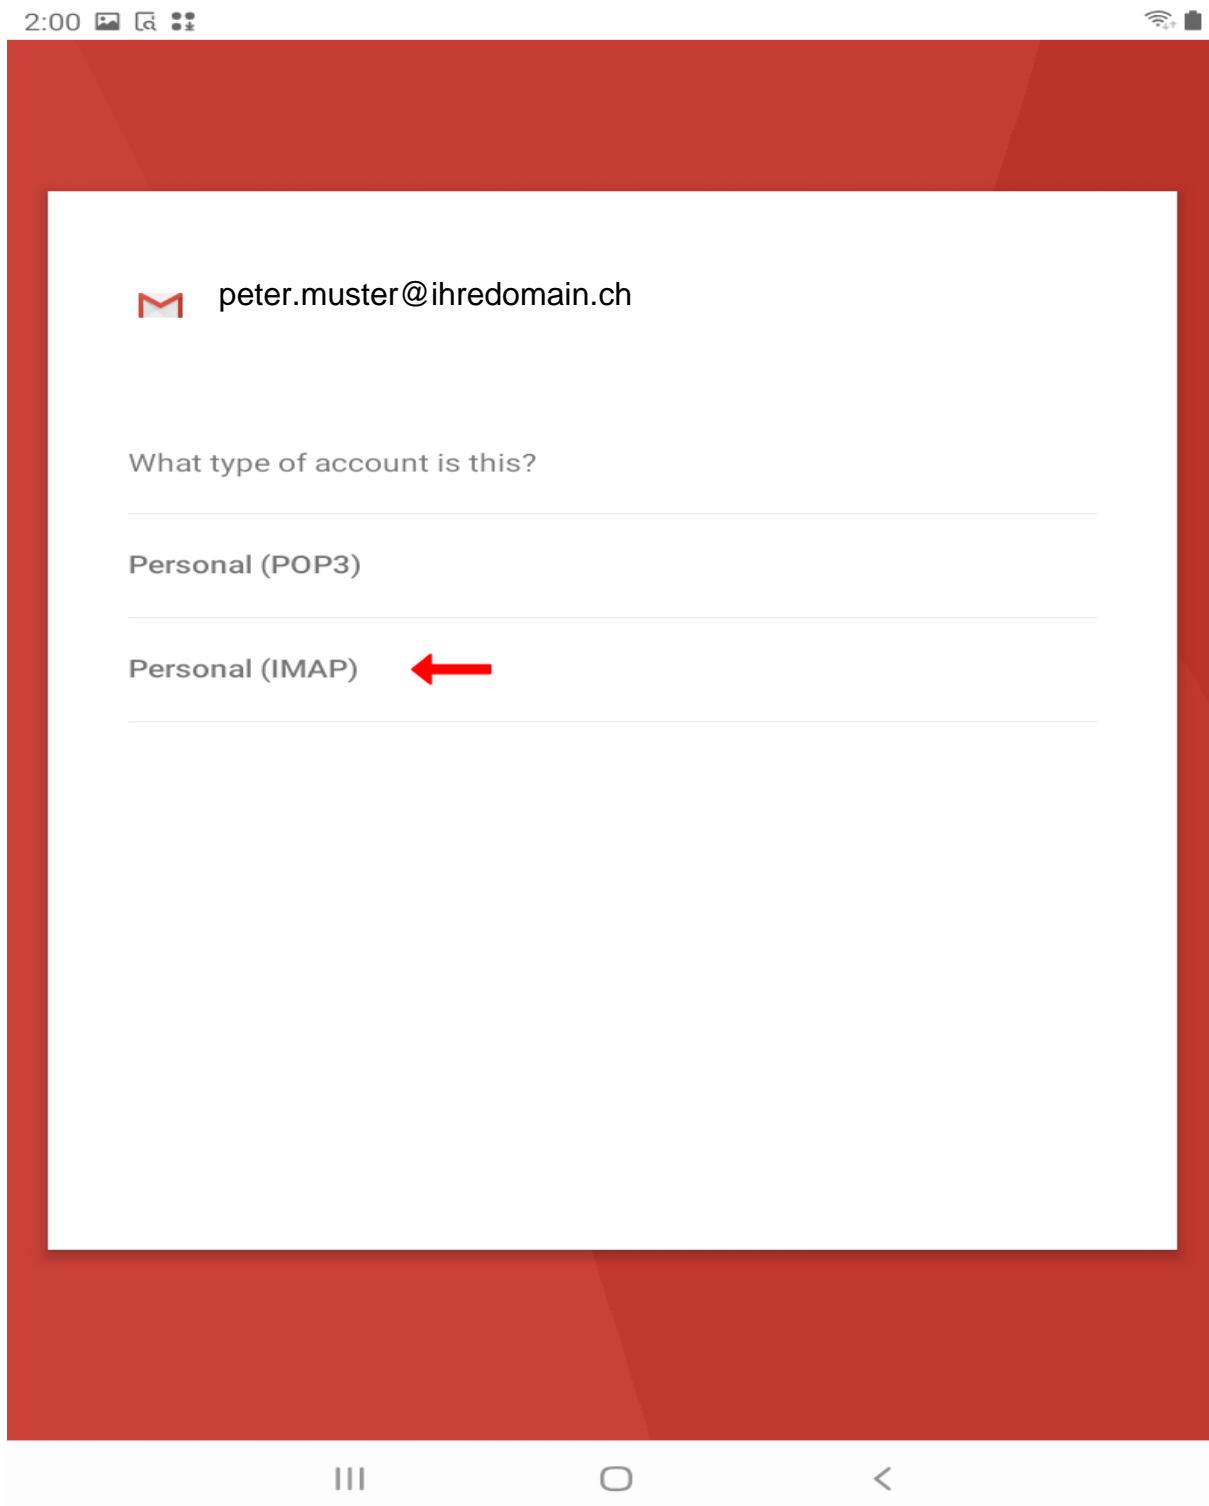 2:00
peter.muster@ihredomain.ch
What type of account is this?
Personal (POP3)
Personal (IMAP)